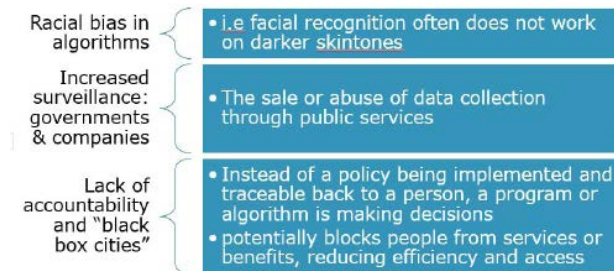 Racial bias in
algorithms
• i.e facial recognition often does not work
on darker skintones
Increased
surveillance:
governments
& companies
• The sale or abuse of data collection
through public services
Lack of
accountability
and “black
box cities”
• Instead of a policy being implemented and
traceable back to a person, a program or
algorithm is making decisions
• potentially blocks people from services or
benefits, reducing efficiency and access